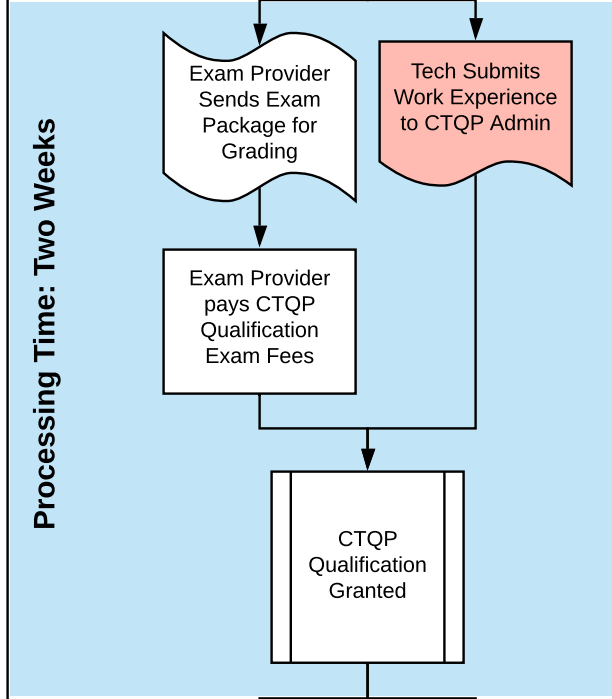 Processing Time: Two Weeks
Exam Provider
Sends Exam
Package for
Grading
Tech Submits
Work Experience
to CTQP Admin
Exam Provider
pays CTQP
Qualification
Exam Fees
CTQP
Qualification
Granted